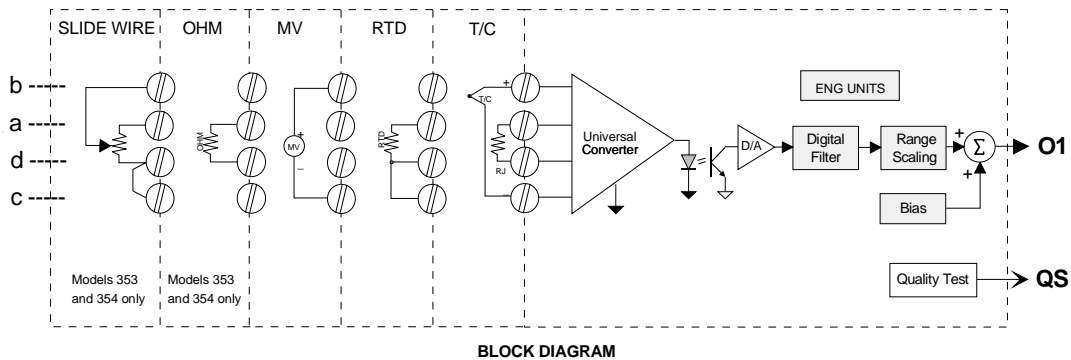 SLIDE WIRE OHM MV RTD T/C
b
a
d
c
OHM
+
MV
_
RTD
+
T/C
RJ
_
Universal
Converter
D/A
ENG UNITS
Digital
Filter
Range
Scaling
+
Σ
+
O1
Bias
Quality Test
QS
Models 353
and 354 only
Models 353
and 354 only
BLOCK DIAGRAM